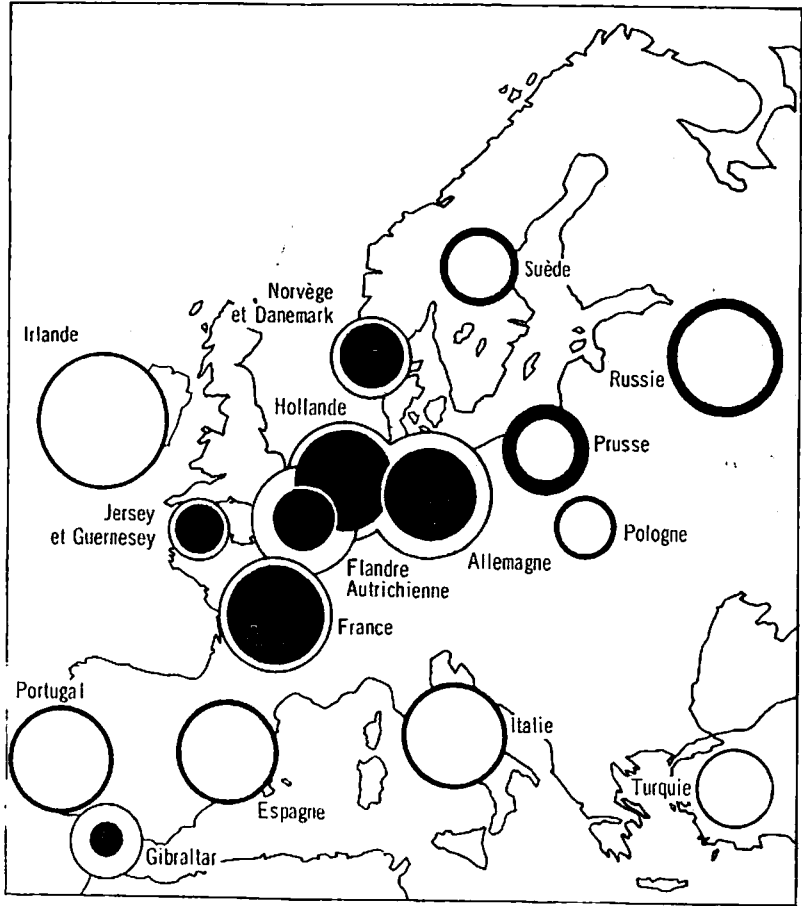 Suède
Norvège
et Danemark
Irlande
Russie
Hollande
Prusse
Jersey
et Guernesey
Pologne
Allemagne
Flandre
Autrichienne
France
Portugal
Italie
Turquie
Espagne
Gibraltar